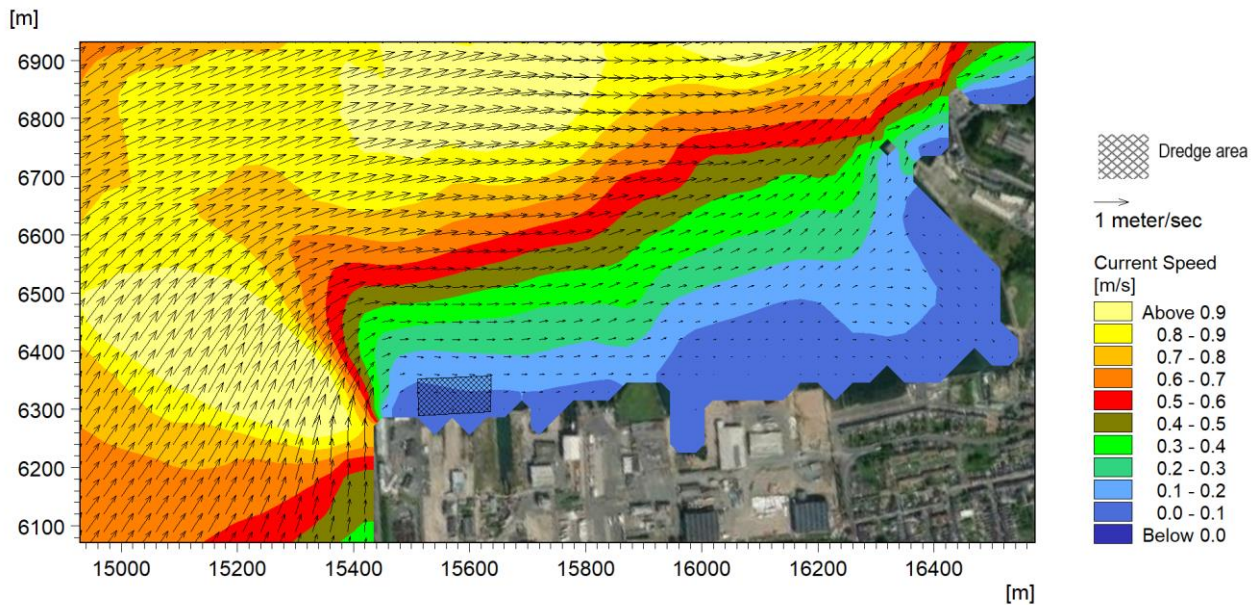 [m]
6900
6800
6700
6600
6500
6400
6300
6200
6100
15000 15200 15400 15600 15800 16000 16200 16400
[m]
Dredge area
1 meter/sec
Current Speed
[m/s]
Above 0.9
0.8 - 0.9
0.7 - 0.8
0.6 - 0.7
0.5 - 0.6
0.4 - 0.5
0.3 - 0.4
0.2 - 0.3
0.1 - 0.2
0.0 - 0.1
Below 0.0